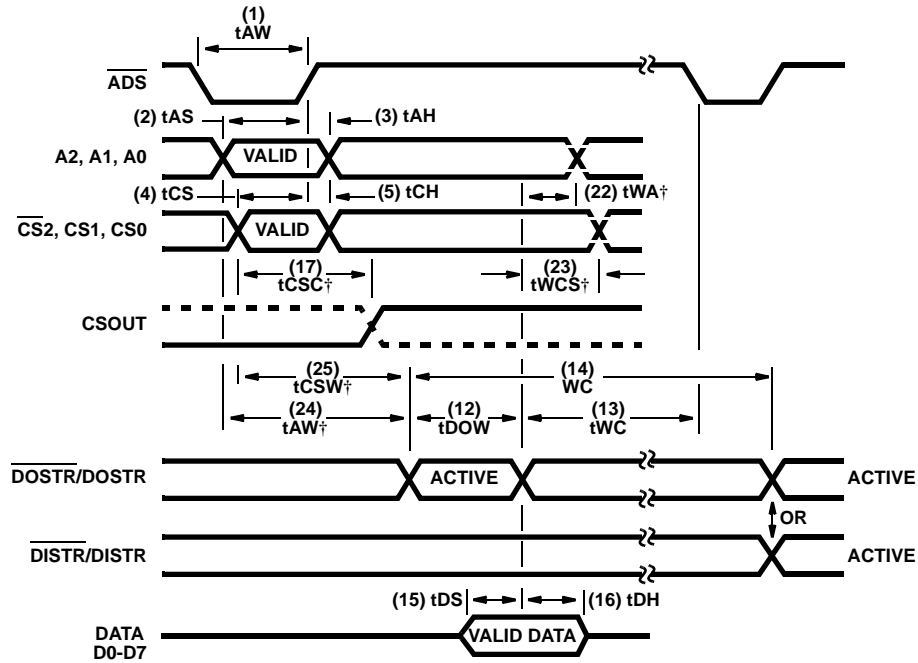 (1)
tAW
ADS
(2) tAS
(3) tAH
A2, A1, A0
VALID
(4) tCS
(5) tCH
(22) tWA†
CS2, CS1, CS0
VALID
(17)
tCSC†
(23)
tWCS†
CSOUT
(25)
tCSW†
(14)
WC
(24)
tAW†
(12)
tDOW
(13)
tWC
DOSTR/DOSTR
ACTIVE
ACTIVE
OR
DISTR/DISTR
ACTIVE
(15) tDS
(16) tDH
DATA
D0-D7
VALID DATA